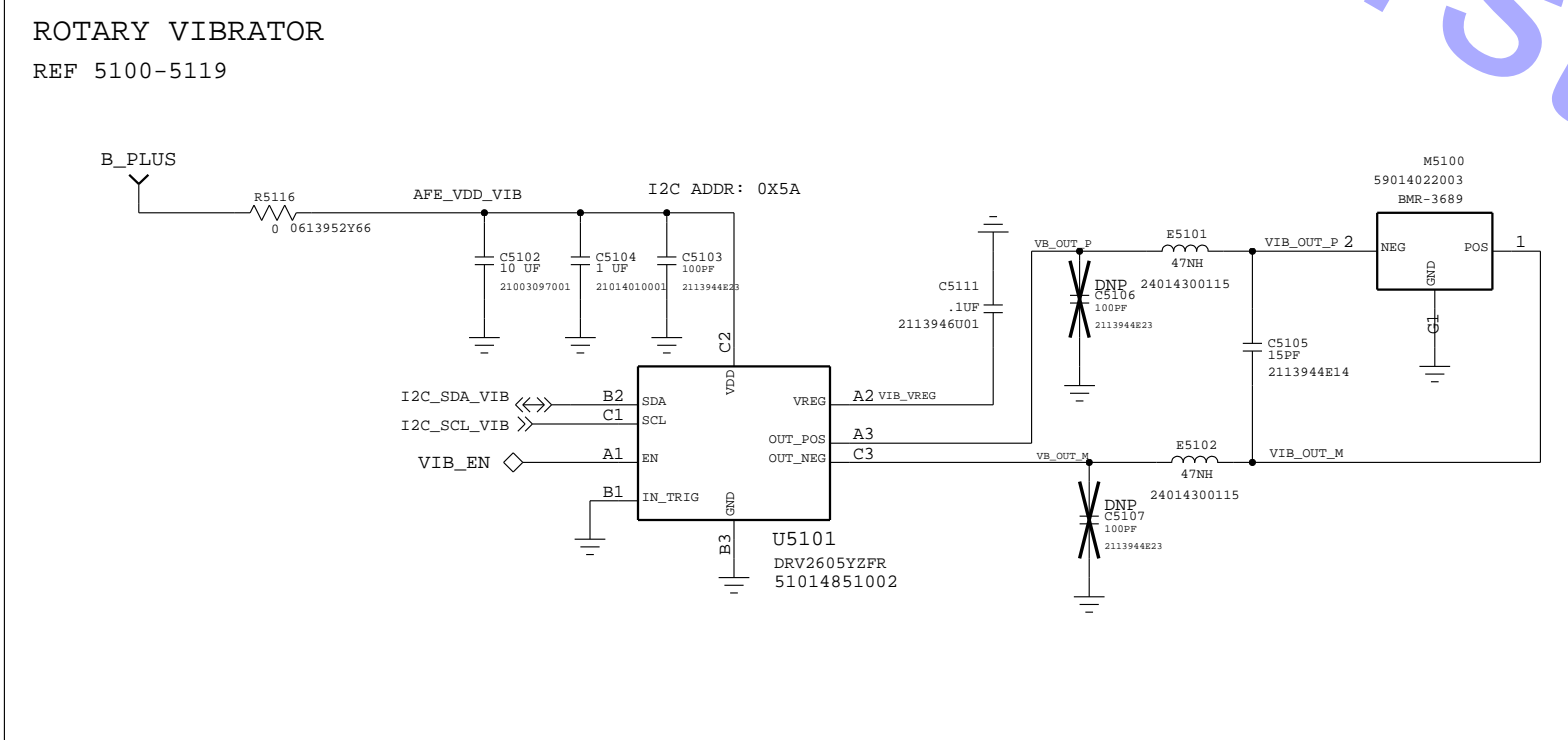 ROTARY VIBRATOR
REF 5100-5119
B_PLUS
R5116
0 0613952Y66
AFE_VDD_VIB
I2C ADDR: 0X5A
C5102
10 UF
21003097001
C5104
1 UF
21014010001
C5103
100PF
2113944E23
C5111
.1UF
2113946U01
VB_OUT_P
DNP
C5106
100PF
2113944E23
E5101
47NH
24014300115
VIB_OUT_P 2
M5100
59014022003
BMR-3689
NEG
POS
GND
1
G1
C5105
15PF
2113944E14
C2
VDD
I2C_SDA_VIB
B2
SDA
I2C_SCL_VIB
C1
SCL
VIB_EN
A1
EN
B1
IN_TRIG
GND
B3
VREG
A2 VIB_VREG
OUT_POS
A3
OUT_NEG
C3
U5101
DRV2605YZFR
51014851002
VB_OUT_M
DNP
C5107
100PF
2113944E23
E5102
47NH
24014300115
VIB_OUT_M